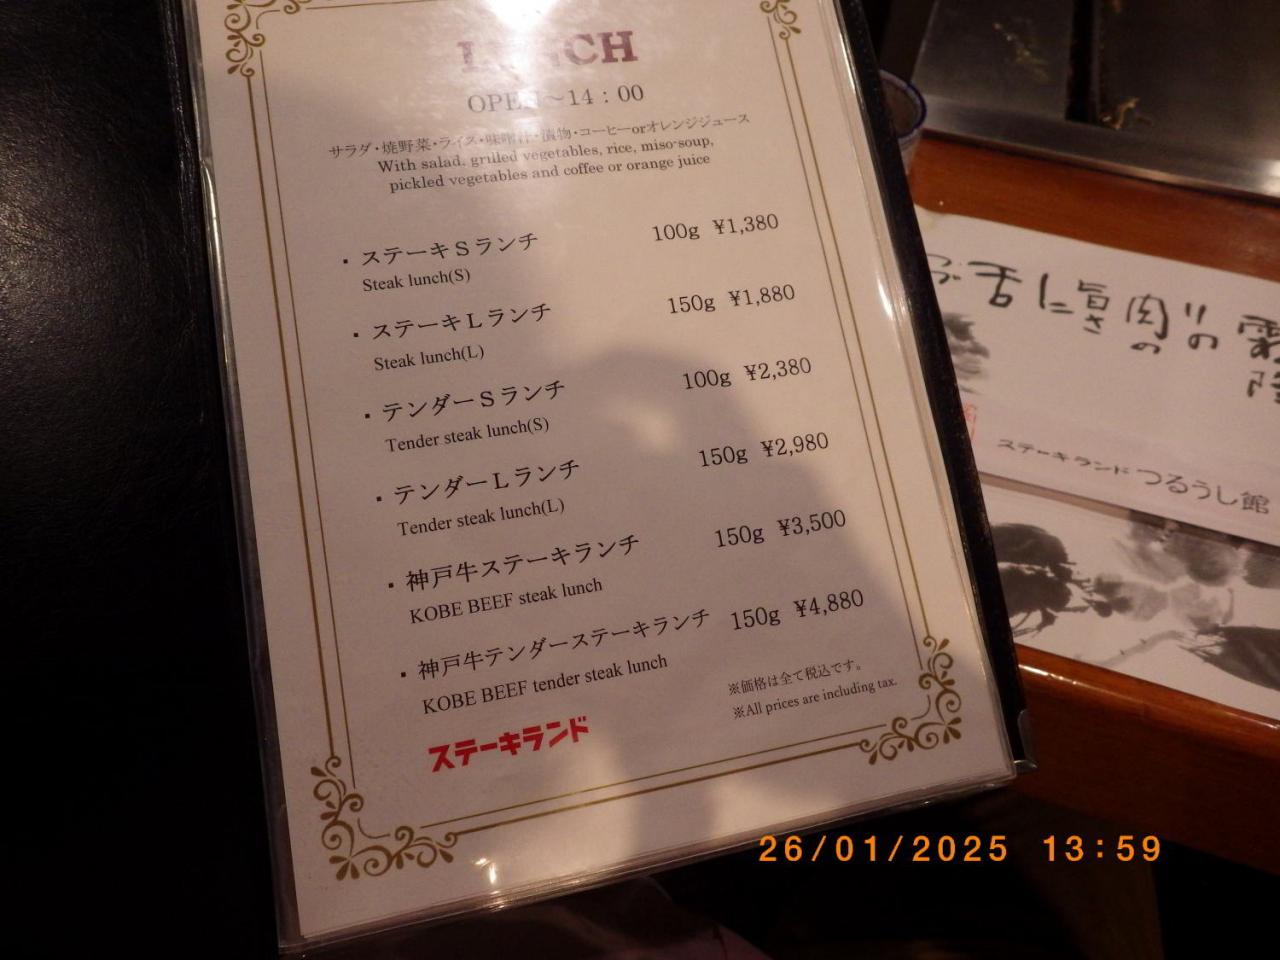 LUNCH
OPEN～14：00
サラダ・焼野菜・ライス・味噌汁・漬物・コーヒーorオレンジジュース
With salad, grilled vegetables, rice, miso-soup,
pickled vegetables and coffee or orange juice
・ステーキＳランチ 100g ¥1,380
Steak lunch(S)
・ステーキＬランチ 150g ¥1,880
Steak lunch(L)
・テンダーＳランチ 100g ¥2,380
Tender steak lunch(S)
・テンダーＬランチ 150g ¥2,980
Tender steak lunch(L)
・神戸牛ステーキランチ 150g ¥3,500
KOBE BEEF steak lunch
・神戸牛テンダーステーキランチ 150g ¥4,880
KOBE BEEF tender steak lunch
※価格は全て税込です。
※All prices are including tax.
ステーキランド
舌に
旨さ
肉の
ステーキランド つるうし館
26/01/2025 13:59